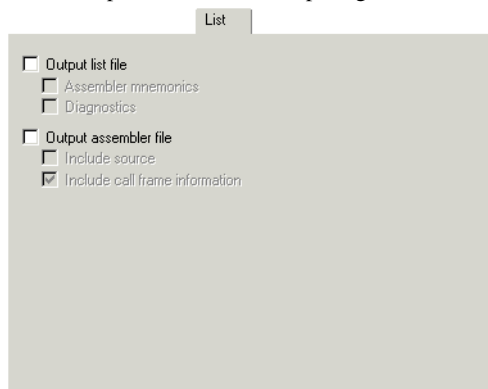 List
Output list file
Assembler mnemonics
Diagnostics
Output assembler file
Include source
Include call frame information